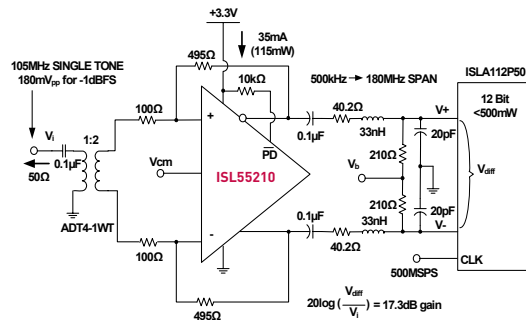 +3.3V
35mA
(115mW)
105MHz SINGLE TONE
180mVPP for -1dBFS
495Ω
10kΩ
500kHz → 180MHz SPAN
ISLA112P50
12 Bit
<500mW
100Ω
+
PD
0.1µF
40.2Ω
33nH
V+
20pF
Vi
1:2
0.1µF
50Ω
Vcm
ISL55210
210Ω
Vb
Vdiff
210Ω
20pF
ADT4-1WT
100Ω
-
0.1µF
33nH
40.2Ω
V-
CLK
500MSPS
495Ω
20log (Vdiff/Vi) = 17.3dB gain